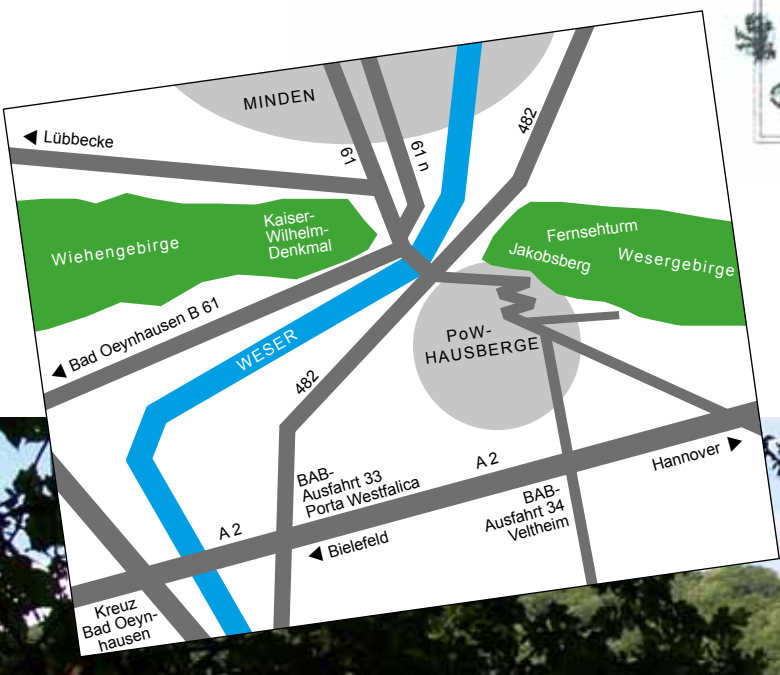 MINDEN
◄ Lübbecke
61
61 n
482
Kaiser-
Wilhelm-
Denkmal
Wiehengebirge
Fernsehturm
Jakobsberg
Wesergebirge
◄ Bad Oeynhausen B 61
WESER
PoW-
HAUSBERGE
482
BAB-
Ausfahrt 33
Porta Westfalica
A 2
Hannover ►
A 2
◄ Bielefeld
BAB-
Ausfahrt 34
Veltheim
Kreuz
Bad Oeyn-
hausen